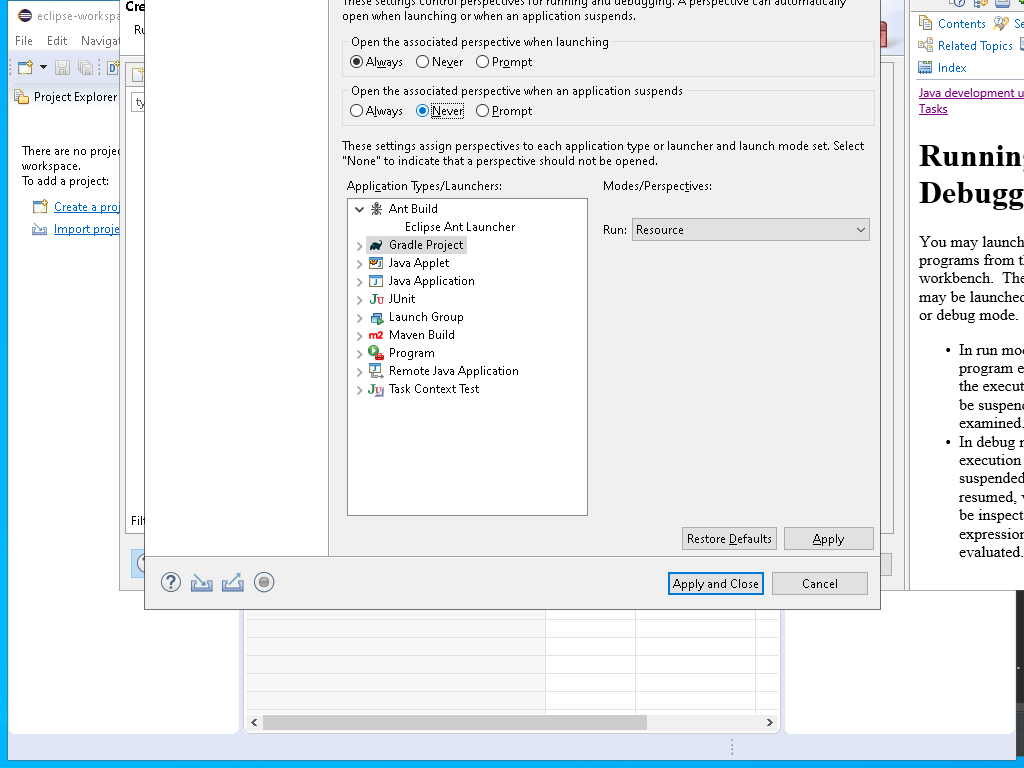 eclipse-workspa
File Edit Navigat
Project Explorer
There are no projec
workspace.
To add a project:
Create a proj
Import proje
Cre
Ru
ty
Filt
These settings control perspectives for running and debugging. A perspective can automatically
open when launching or when an application suspends.
Open the associated perspective when launching
Always Never Prompt
Open the associated perspective when an application suspends
Always Never Prompt
These settings assign perspectives to each application type or launcher and launch mode set. Select
"None" to indicate that a perspective should not be opened.
Application Types/Launchers:
Modes/Perspectives:
Ant Build
Eclipse Ant Launcher
Gradle Project
Java Applet
Java Application
JUnit
Launch Group
Maven Build
Program
Remote Java Application
Task Context Test
Run: Resource
Restore Defaults Apply
Apply and Close Cancel
Contents Se
Related Topics
Index
Java development u
Tasks
Running
Debugg
You may launch
programs from th
workbench. The
may be launched
or debug mode.
• In run mod
program e
the execut
be suspend
examined.
• In debug m
execution
suspended
resumed, v
be inspect
expression
evaluated.